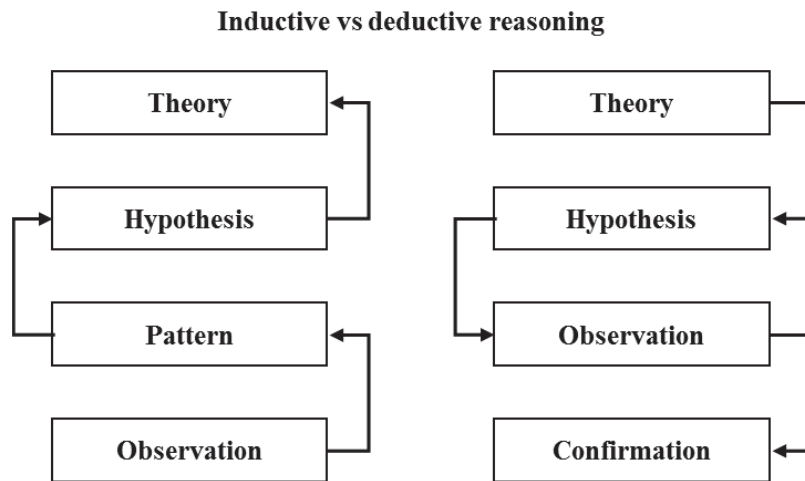 Inductive vs deductive reasoning
Theory
Hypothesis
Pattern
Observation
Theory
Hypothesis
Observation
Confirmation